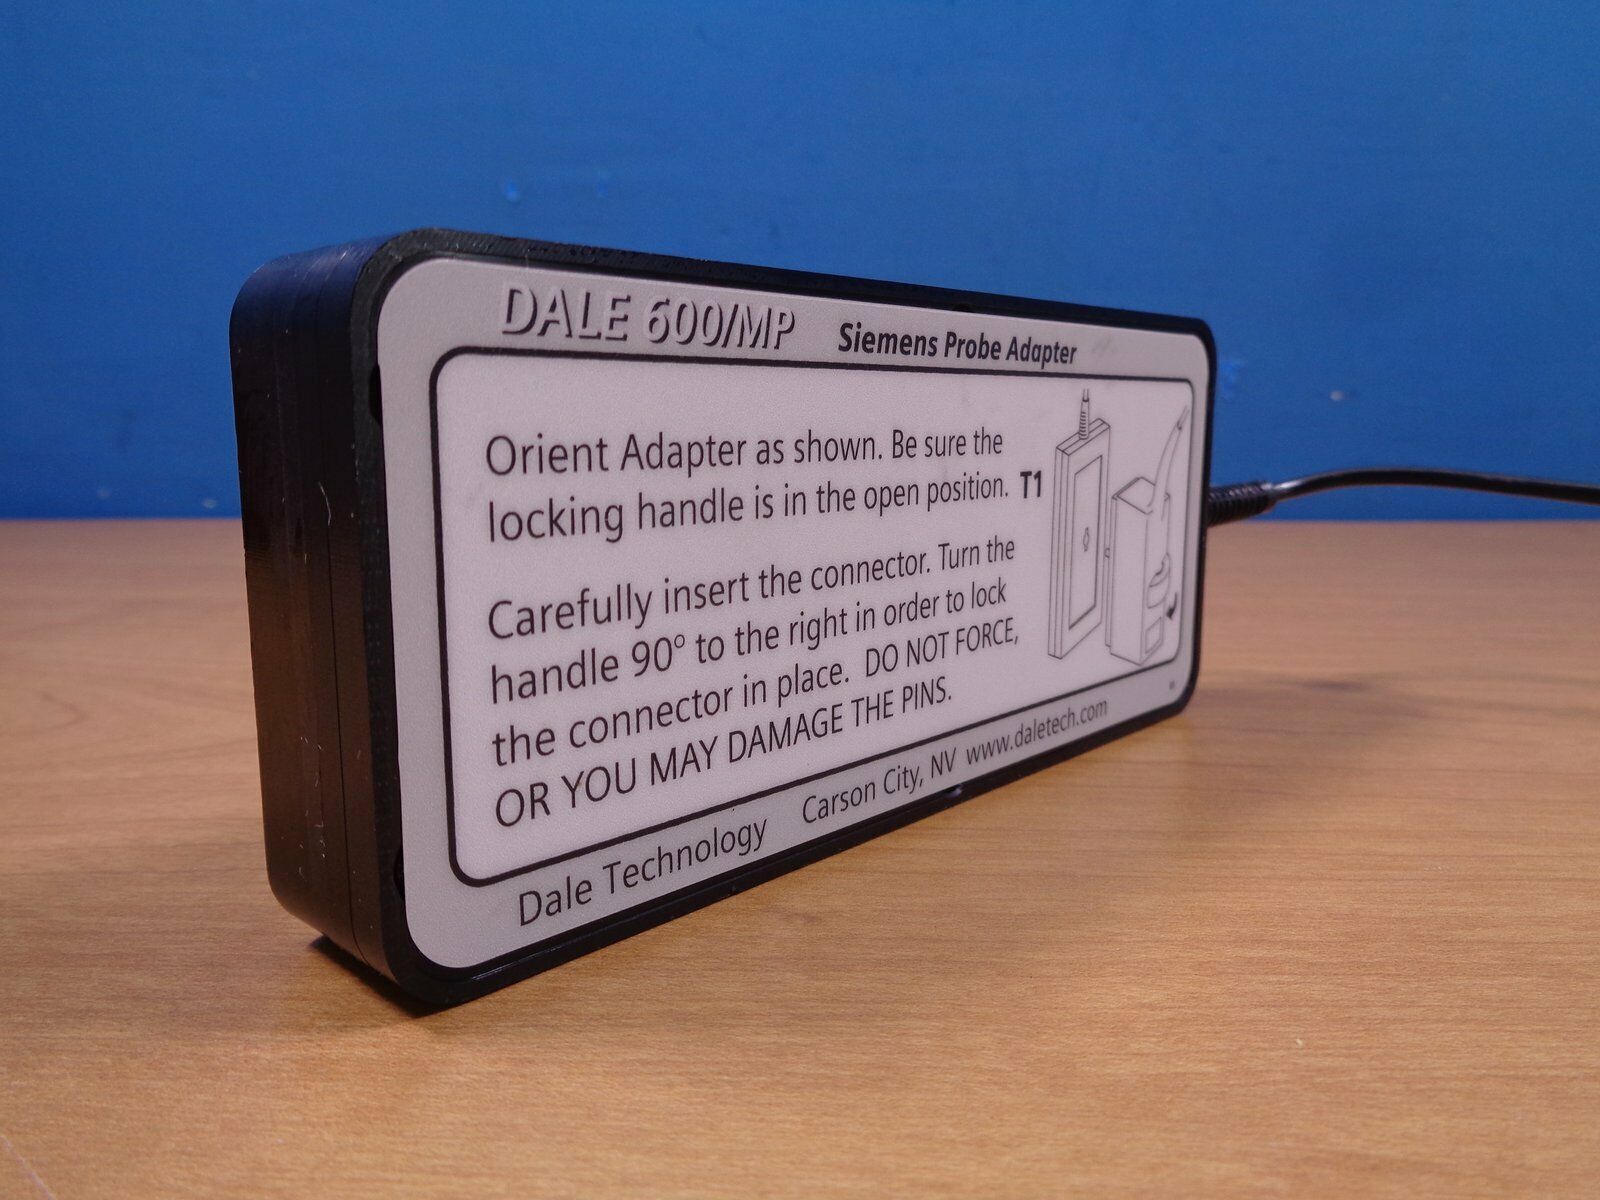 DALE 600/MP Siemens Probe Adapter
Orient Adapter as shown. Be sure the
locking handle is in the open position. T1
Carefully insert the connector. Turn the
handle 90° to the right in order to lock
the connector in place. DO NOT FORCE,
OR YOU MAY DAMAGE THE PINS.
Dale Technology Carson City, NV www.daletech.com